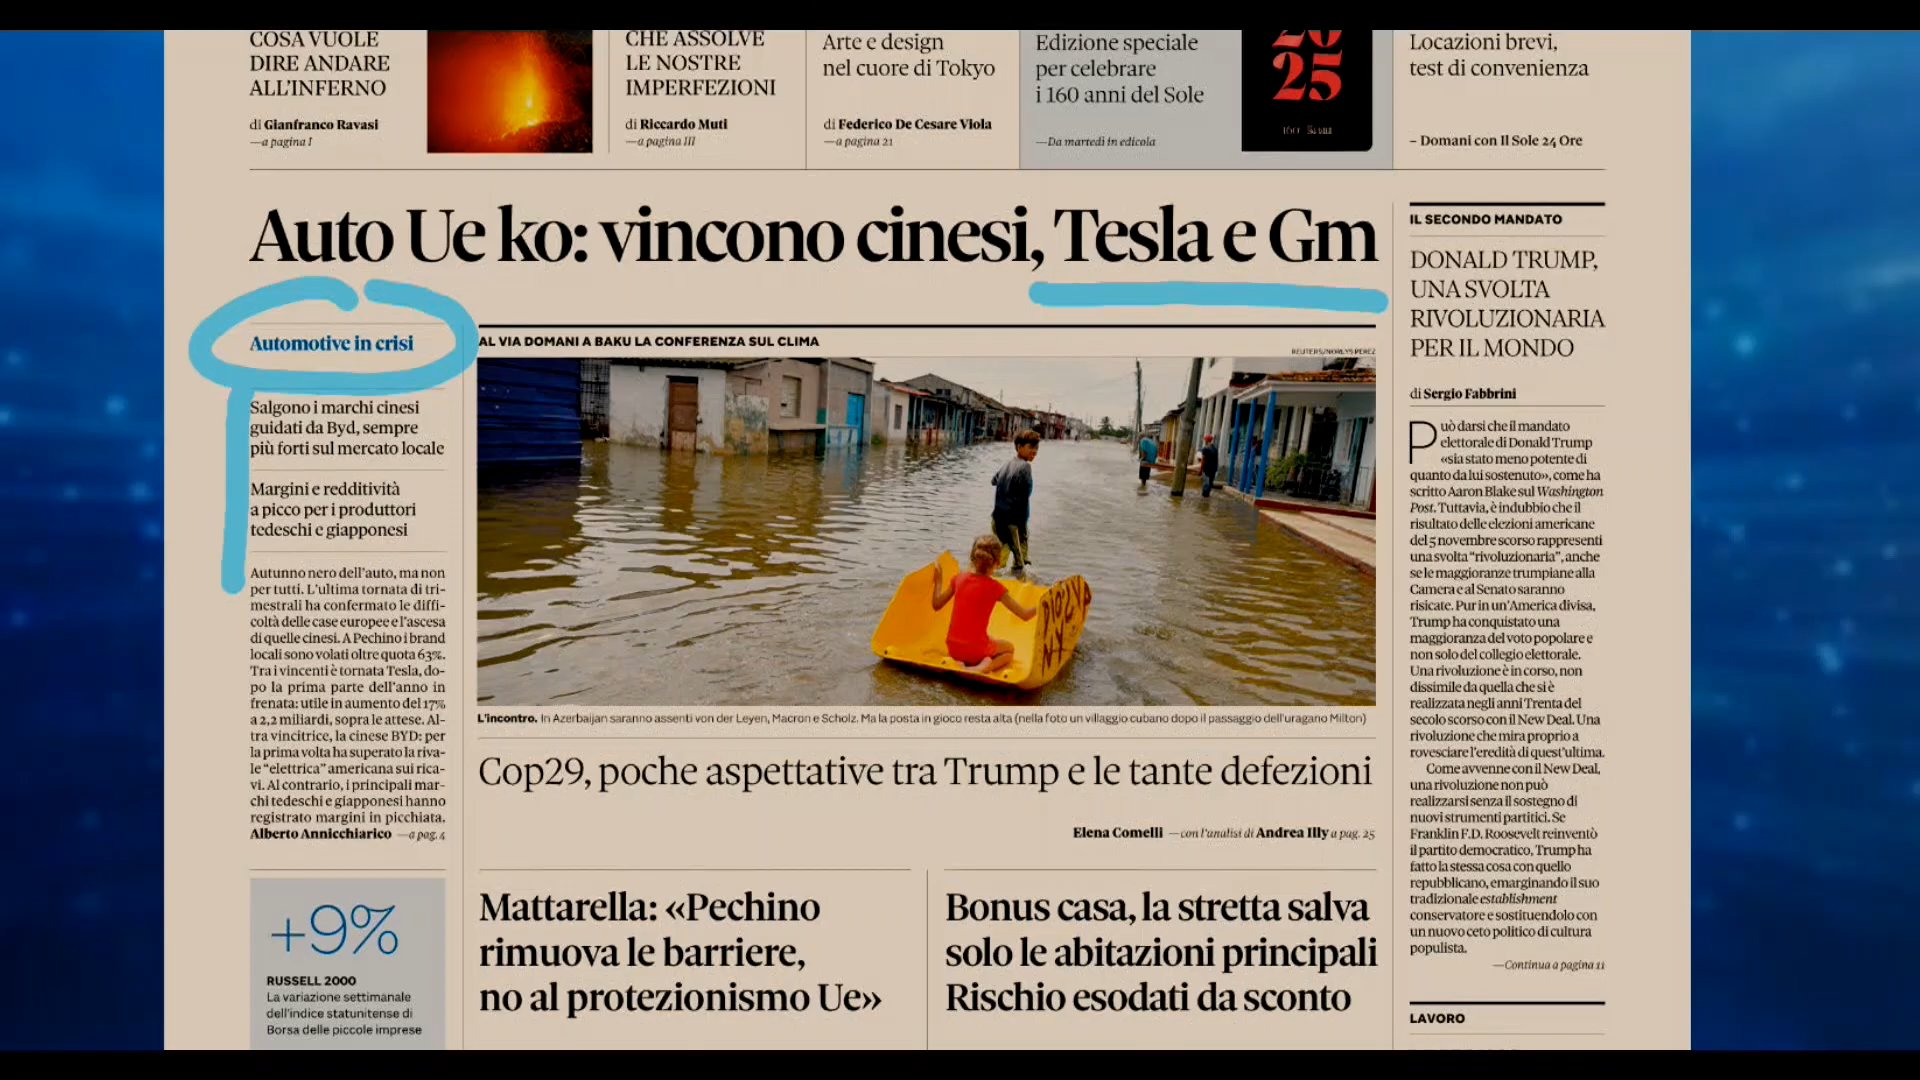 COSA VUOLE
DIRE ANDARE
ALL'INFERNO
di Gianfranco Ravasi
—a pagina I
CHE ASSOLVE
LE NOSTRE
IMPERFEZIONI
di Riccardo Muti
—a pagina III
Arte e design
nel cuore di Tokyo
di Federico De Cesare Viola
—a pagina 21
Edizione speciale
per celebrare
i 160 anni del Sole
—Da martedì in edicola
25
160
Locazioni brevi,
test di convenienza
– Domani con Il Sole 24 Ore
Auto Ue ko: vincono cinesi, Tesla e Gm
Automotive in crisi
Salgono i marchi cinesi
guidati da Byd, sempre
più forti sul mercato locale
Margini e redditività
a picco per i produttori
tedeschi e giapponesi
Autunno nero dell'auto, ma non
per tutti. L'ultima tornata di tri-
mestrali ha confermato le diffi-
coltà delle case europee e l'ascesa
di quelle cinesi. A Pechino i brand
locali sono volati oltre quota 63%.
Tra i vincenti è tornata Tesla, do-
po la prima parte dell'anno in
frenata: utile in aumento del 17%
a 2,2 miliardi, sopra le attese. Al-
tra vincitrice, la cinese BYD: per
la prima volta ha superato la riva-
le "elettrica" americana sui rica-
vi. Al contrario, i principali mar-
chi tedeschi e giapponesi hanno
registrato margini in picchiata.
Alberto Annicchiarico —a pag. 4
+9%
RUSSELL 2000
La variazione settimanale
dell'indice statunitense di
Borsa delle piccole imprese
AL VIA DOMANI A BAKU LA CONFERENZA SUL CLIMA
REUTERS/NORLYS PEREZ
L'incontro. In Azerbaijan saranno assenti von der Leyen, Macron e Scholz. Ma la posta in gioco resta alta (nella foto un villaggio cubano dopo il passaggio dell'uragano Milton)
Cop29, poche aspettative tra Trump e le tante defezioni
Elena Comelli —con l'analisi di Andrea Illy a pag. 25
Mattarella: «Pechino
rimuova le barriere,
no al protezionismo Ue»
Bonus casa, la stretta salva
solo le abitazioni principali
Rischio esodati da sconto
IL SECONDO MANDATO
DONALD TRUMP,
UNA SVOLTA
RIVOLUZIONARIA
PER IL MONDO
di Sergio Fabbrini
Può darsi che il mandato
elettorale di Donald Trump
«sia stato meno potente di
quanto da lui sostenuto», come ha
scritto Aaron Blake sul Washington
Post. Tuttavia, è indubbio che il
risultato delle elezioni americane
del 5 novembre scorso rappresenti
una svolta "rivoluzionaria", anche
se le maggioranze trumpiane alla
Camera e al Senato saranno
risicate. Pur in un'America divisa,
Trump ha conquistato una
maggioranza del voto popolare e
non solo del collegio elettorale.
Una rivoluzione è in corso, non
dissimile da quella che si è
realizzata negli anni Trenta del
secolo scorso con il New Deal. Una
rivoluzione che mira proprio a
rovesciare l'eredità di quest'ultima.
Come avvenne con il New Deal,
una rivoluzione non può
realizzarsi senza il sostegno di
nuovi strumenti partitici. Se
Franklin F.D. Roosevelt reinventò
il partito democratico, Trump ha
fatto la stessa cosa con quello
repubblicano, emarginando il suo
tradizionale establishment
conservatore e sostituendolo con
un nuovo ceto politico di cultura
populista.
—Continua a pagina 11
LAVORO